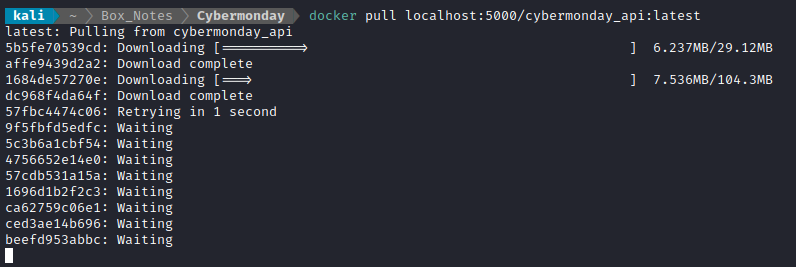 kali ~ Box_Notes Cybermonday docker pull localhost:5000/cybermonday_api:latest
latest: Pulling from cybermonday_api
5b5fe70539cd: Downloading [==========>                                        ]  6.237MB/29.12MB
affe9439d2a2: Download complete
1684de57270e: Downloading [===>                                               ]  7.536MB/104.3MB
dc968f4da64f: Download complete
57fbc4474c06: Retrying in 1 second
9f5fbfd5edfc: Waiting
5c3b6a1cbf54: Waiting
4756652e14e0: Waiting
57cdb531a15a: Waiting
1696d1b2f2c3: Waiting
ca62759c06e1: Waiting
ced3ae14b696: Waiting
beefd953abbc: Waiting